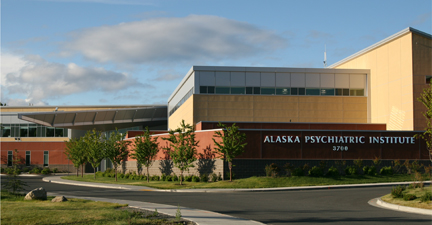 ALASKA PSYCHIATRIC INSTITUTE
3700